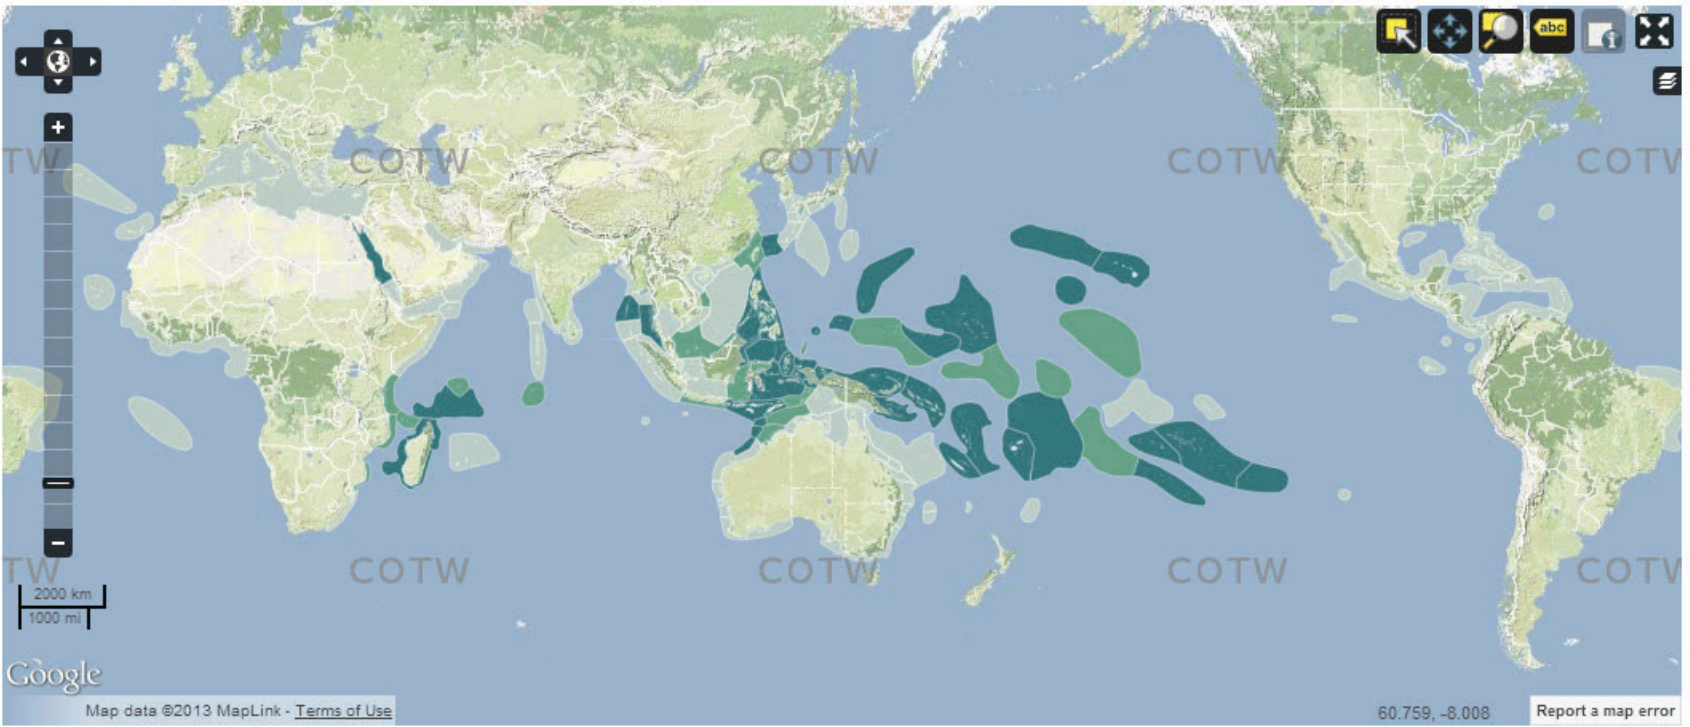 abc
TW COTW COTW COTW COTW
TW COTW COTW COTW COTW
2000 km
1000 mi
Google
Map data ©2013 MapLink - Terms of Use
60.759, -8.008
Report a map error